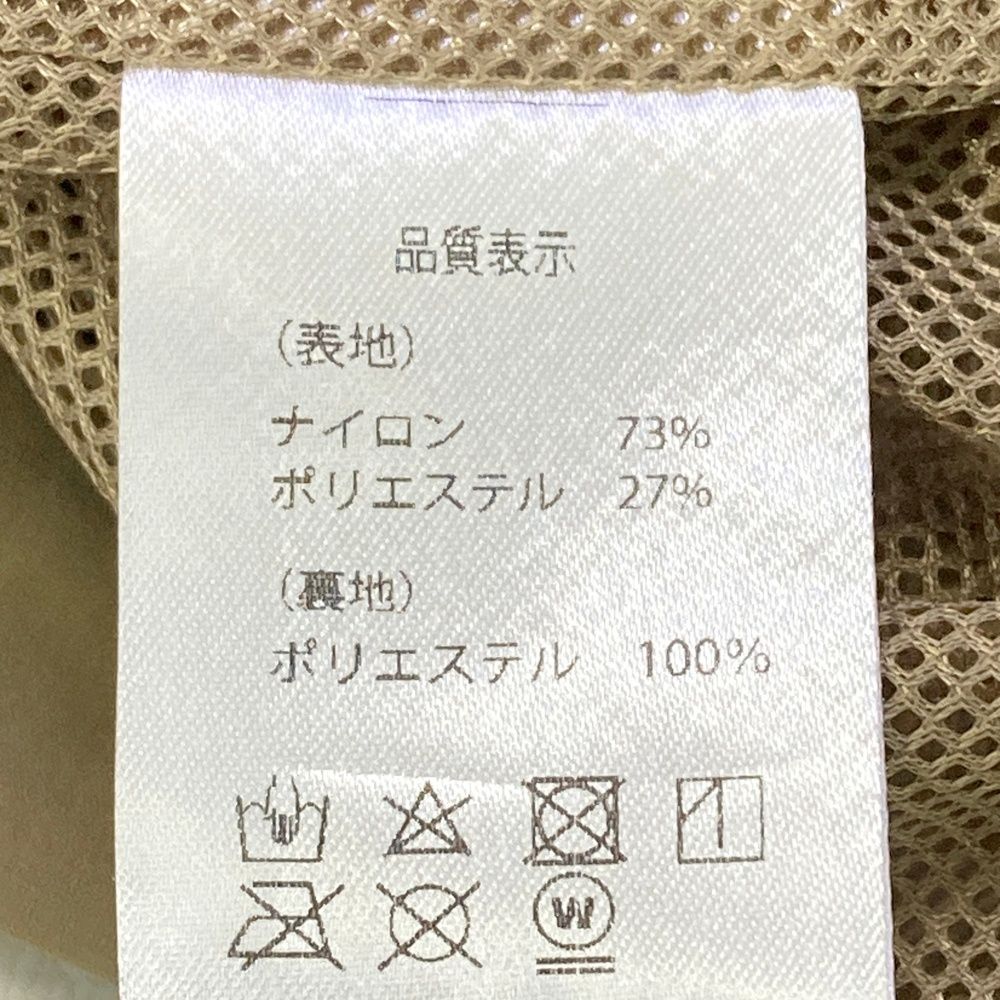 品質表示
(表地)
ナイロン 73%
ポリエステル 27%
(裏地)
ポリエステル 100%
W